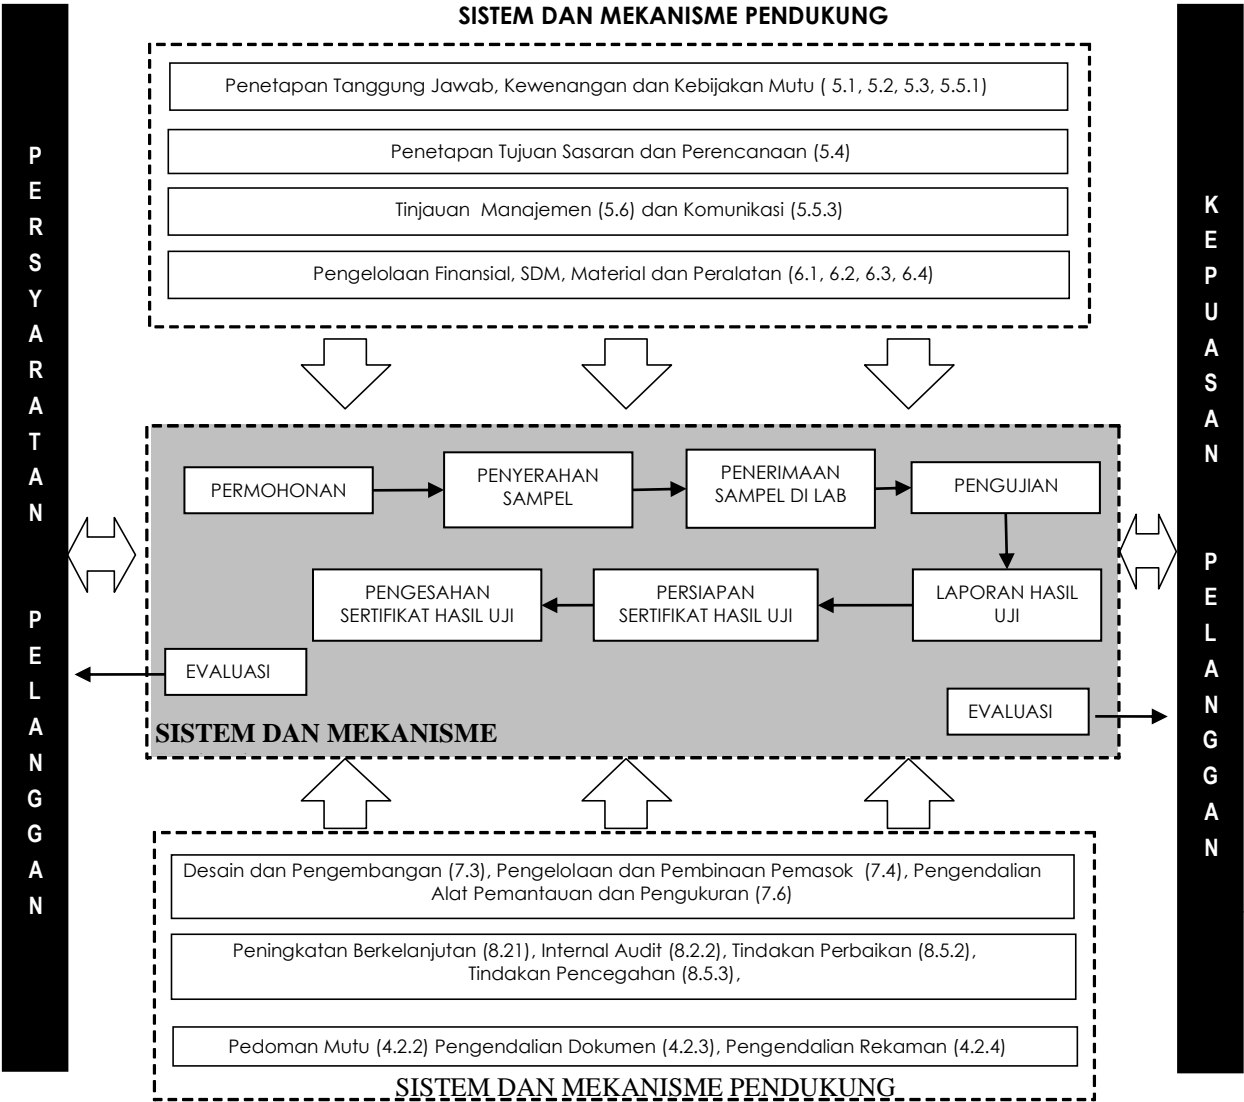 SISTEM DAN MEKANISME PENDUKUNG
PERSYARATAN PELANGGAN
Penetapan Tanggung Jawab, Kewenangan dan Kebijakan Mutu ( 5.1, 5.2, 5.3, 5.5.1)
Penetapan Tujuan Sasaran dan Perencanaan (5.4)
Tinjauan Manajemen (5.6) dan Komunikasi (5.5.3)
Pengelolaan Finansial, SDM, Material dan Peralatan (6.1, 6.2, 6.3, 6.4)
PERMOHONAN
PENYERAHAN
SAMPEL
PENERIMAAN
SAMPEL DI LAB
PENGUJIAN
LAPORAN HASIL
UJI
PERSIAPAN
SERTIFIKAT HASIL UJI
PENGESAHAN
SERTIFIKAT HASIL UJI
EVALUASI
EVALUASI
SISTEM DAN MEKANISME
Desain dan Pengembangan (7.3), Pengelolaan dan Pembinaan Pemasok (7.4), Pengendalian
Alat Pemantauan dan Pengukuran (7.6)
Peningkatan Berkelanjutan (8.21), Internal Audit (8.2.2), Tindakan Perbaikan (8.5.2),
Tindakan Pencegahan (8.5.3),
Pedoman Mutu (4.2.2) Pengendalian Dokumen (4.2.3), Pengendalian Rekaman (4.2.4)
SISTEM DAN MEKANISME PENDUKUNG
KEPUASAN PELANGGAN